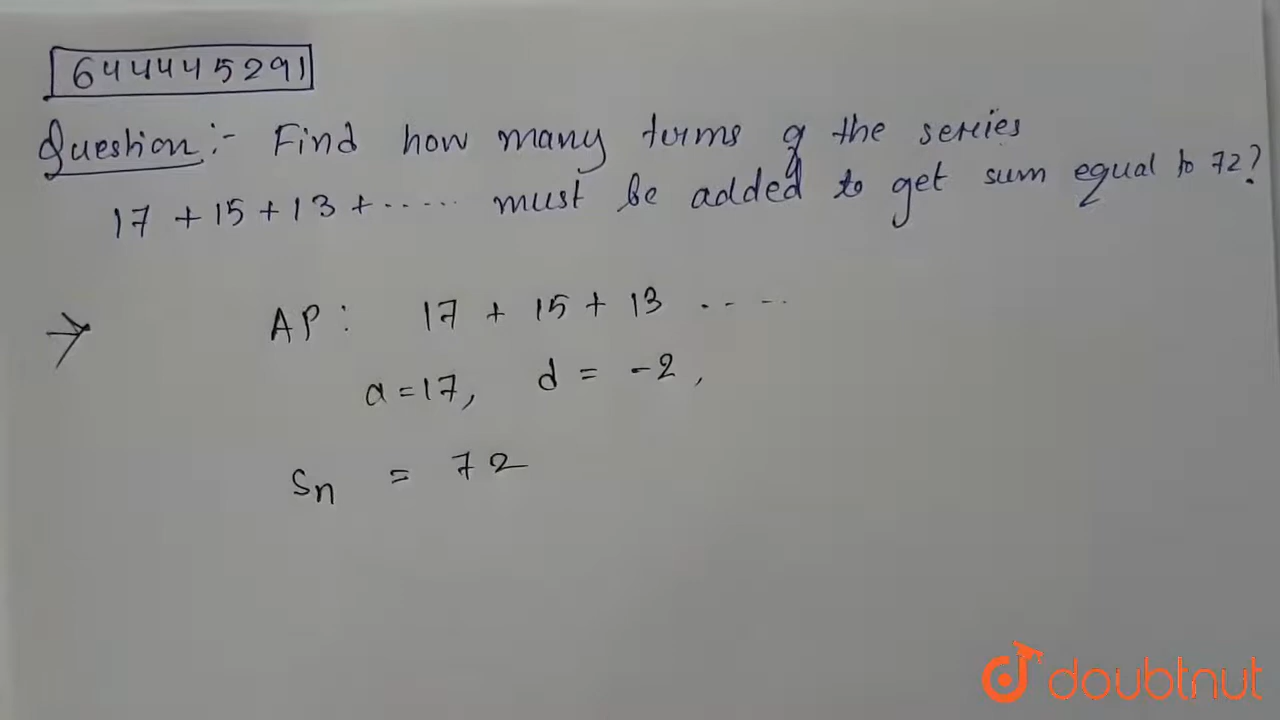 644445291
Question:- Find how many terms of the series
17 + 15 + 13 + ...... must be added to get sum equal to 72?
AP: 17 + 15 + 13 .....
a = 17, d = -2,
Sn = 72
doubtnut